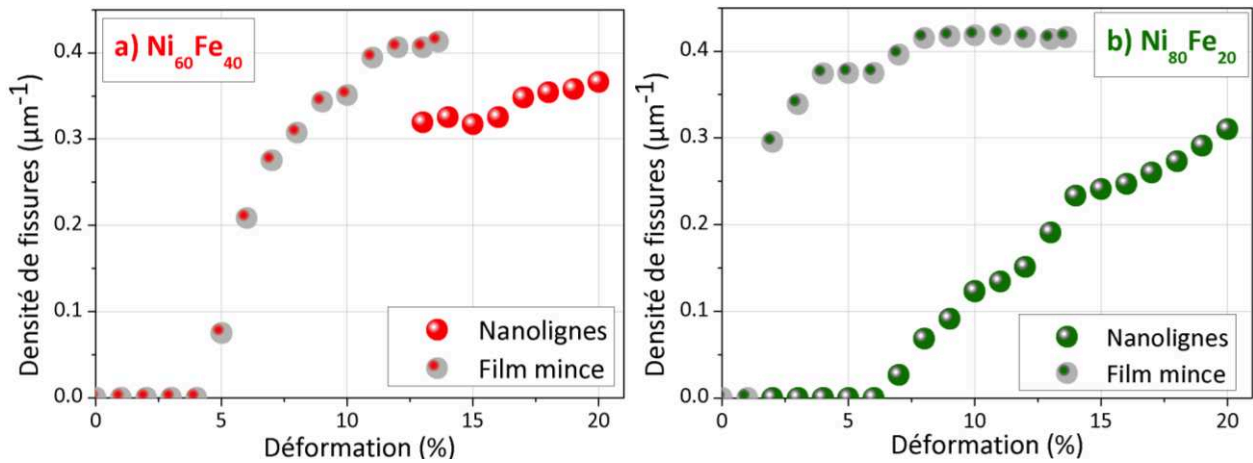 a) Ni₆₀Fe₄₀
Densité de fissures (µm⁻¹)
0.4
0.3
0.2
0.1
0.0
Nanolignes
Film mince
0 5 10 15 20
Déformation (%)
b) Ni₈₀Fe₂₀
Densité de fissures (µm⁻¹)
0.4
0.3
0.2
0.1
0.0
Nanolignes
Film mince
0 5 10 15 20
Déformation (%)